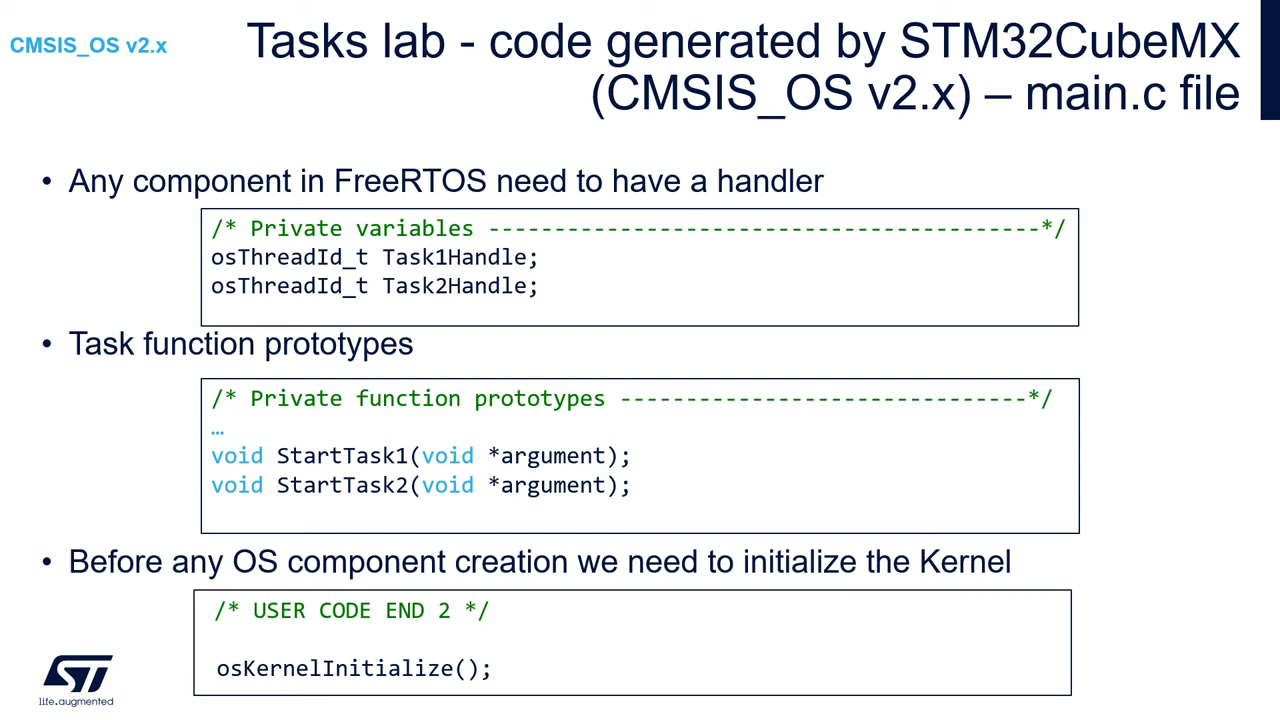 CMSIS_OS v2.x
Tasks lab - code generated by STM32CubeMX
(CMSIS_OS v2.x) – main.c file
• Any component in FreeRTOS need to have a handler
/* Private variables ------------------------------------------*/
osThreadId_t Task1Handle;
osThreadId_t Task2Handle;
• Task function prototypes
/* Private function prototypes -------------------------------*/
…
void StartTask1(void *argument);
void StartTask2(void *argument);
• Before any OS component creation we need to initialize the Kernel
/* USER CODE END 2 */
osKernelInitialize();
ST
life.augmented